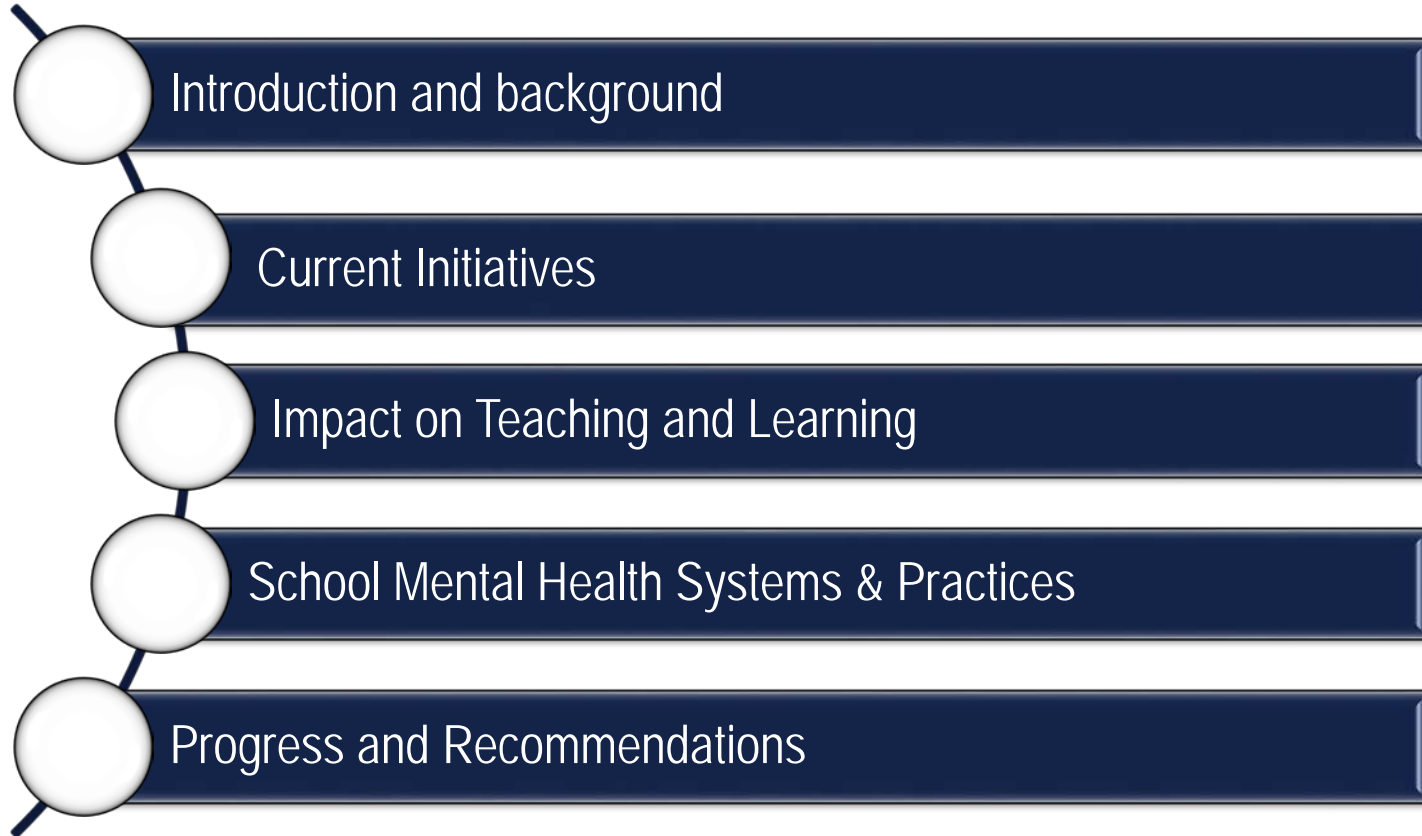 Introduction and background
Current Initiatives
Impact on Teaching and Learning
School Mental Health Systems & Practices
Progress and Recommendations